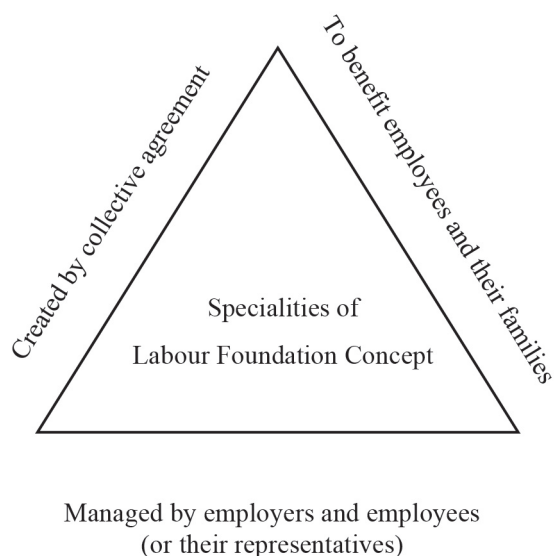 Created by collective agreement
To benefit employees and their families
Specialities of
Labour Foundation Concept
Managed by employers and employees
(or their representatives)